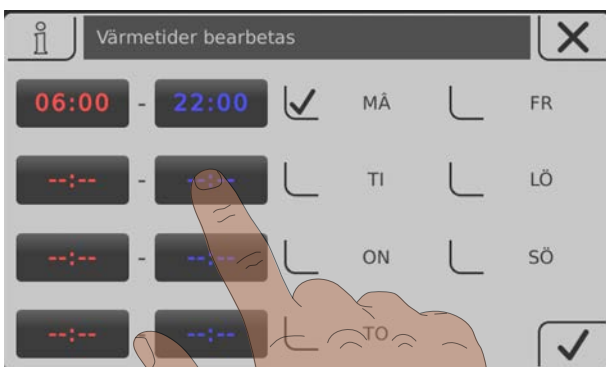 Värmetider bearbetas
06:00 - 22:00 MÅ FR
--:-- - --:-- TI LÖ
--:-- - --:-- ON SÖ
--:-- - --:-- TO